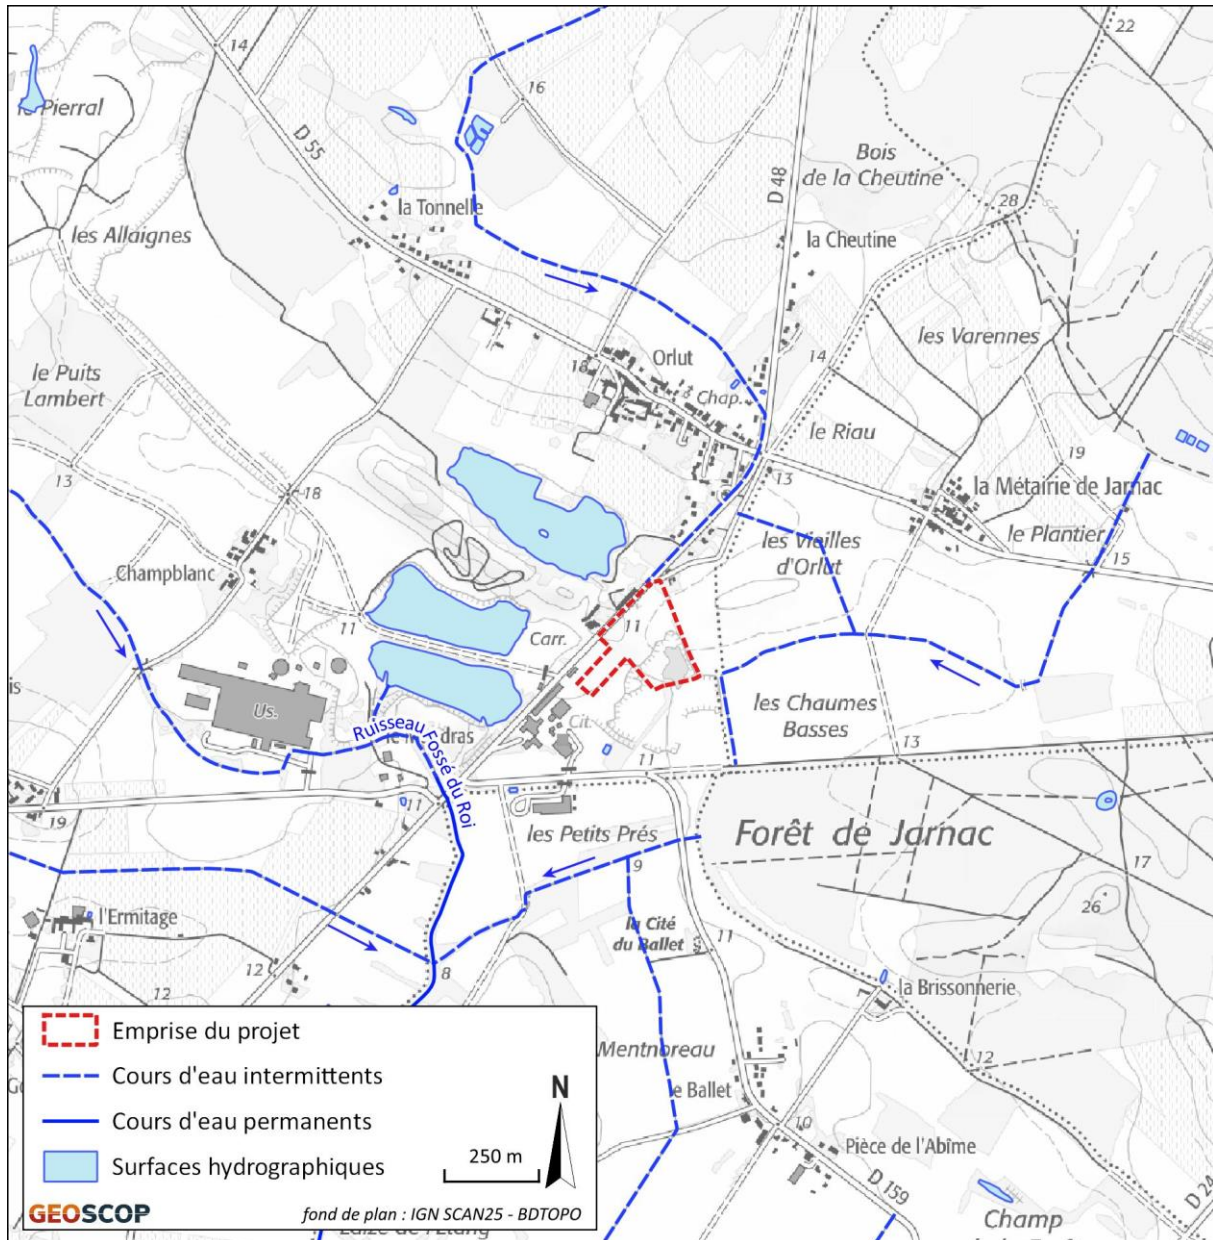 22
14
16
le Pierral
D 55
D 48
Bois
de la Cheutine
la Tonnelle
28
les Allaignes
la Cheutine
les Varennes
14
le Puits
Lambert
18
Orlut
Chap.
le Riau
13
13
19
18
la Métairie de Jarnac
le Plantier
les Vieilles
d'Orlut
15
Champblanc
11
11
Carr.
Us.
les Chaumes
Basses
Cit.
Ruisseau Fossé du Roi
13
11
19
11
les Petits Prés
Forêt de Jarnac
9
17
26
l'Ermitage
la Cité
du Ballet
11
12
8
la Brissonnerie
12
12
Mentnoreau
le Ballet
10
Pièce de l'Abîme
D 159
D 24
Champ
Emprise du projet
Cours d'eau intermittents
Cours d'eau permanents
Surfaces hydrographiques
N
250 m
GEOSCOP
fond de plan : IGN SCAN25 - BDTOPO